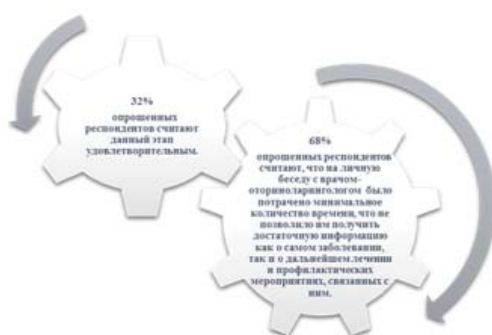 32%
опрошенных
респондентов считают
данный этап
удовлетворительным.
68%
опрошенных респондентов
считают, что на личную
беседу с врачом-
оториноларингологом было
потрачено минимальное
количество времени, что не
позволило им получить
достаточную информацию
как о самом заболевании,
так и о дальнейшем лечении
и профилактических
мероприятиях, связанных с
ним.